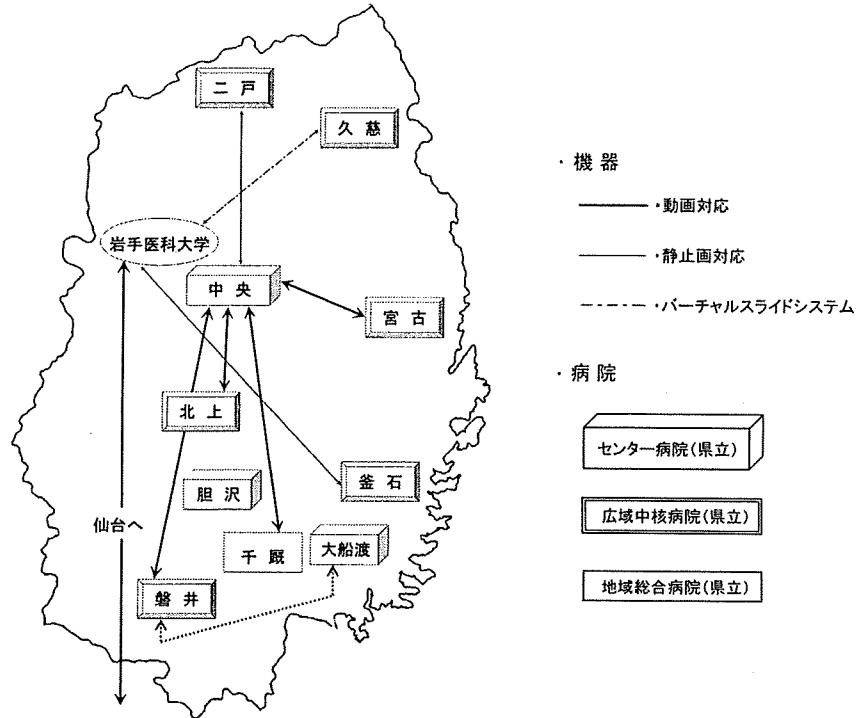 二戸
久慈
岩手医科大学
中央
宮古
北上
胆沢
釜石
仙台へ
千厩
大船渡
磐井
・機器
・動画対応
・静止画対応
・バーチャルスライドシステム
・病院
センター病院(県立)
広域中核病院(県立)
地域総合病院(県立)